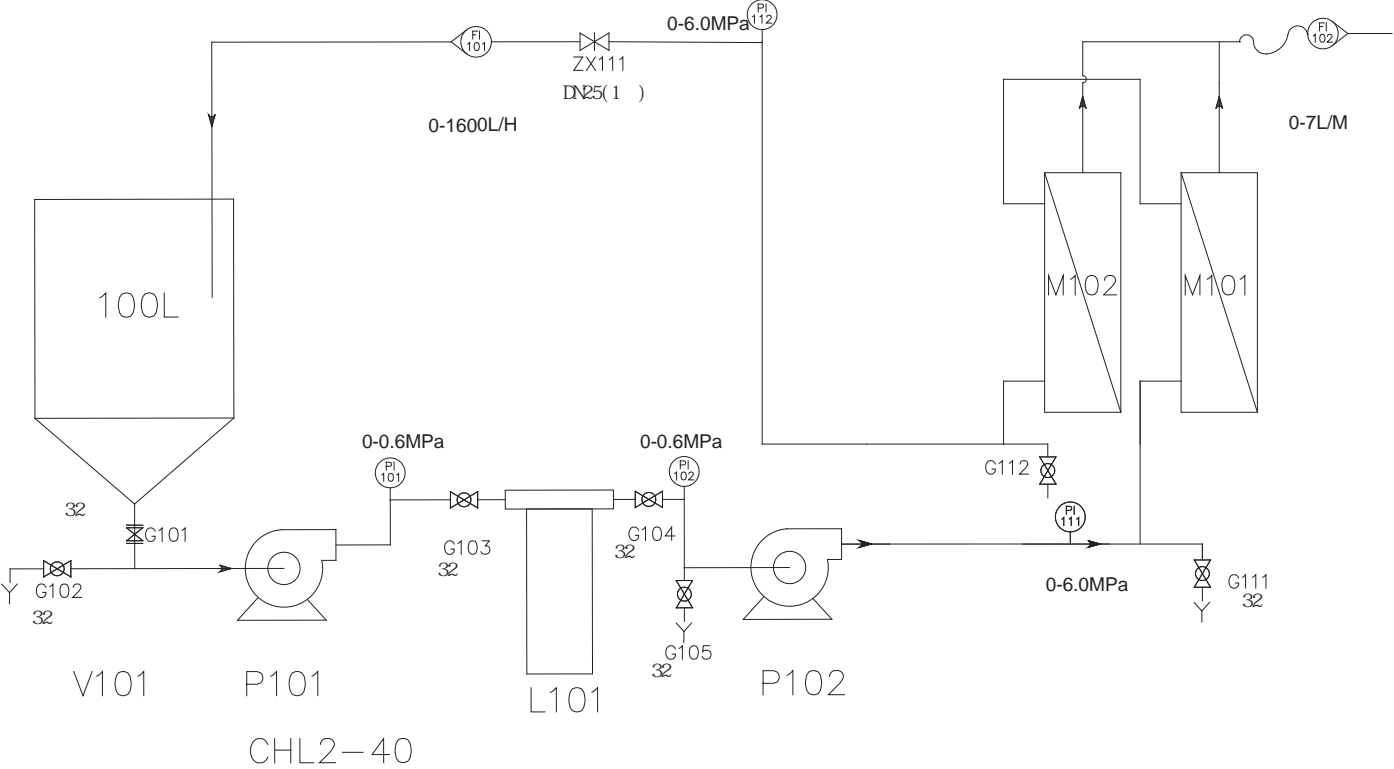 PI
112
0-6.0MPa
FI
101
FI
102
ZX111
DN25(1 )
0-1600L/H
0-7L/M
100L
M102
M101
0-0.6MPa
0-0.6MPa
PI
101
PI
102
G112
32
G101
PI
111
G103
32
G104
32
G102
32
0-6.0MPa
G111
32
G105
32
V101
P101
L101
P102
CHL2-40